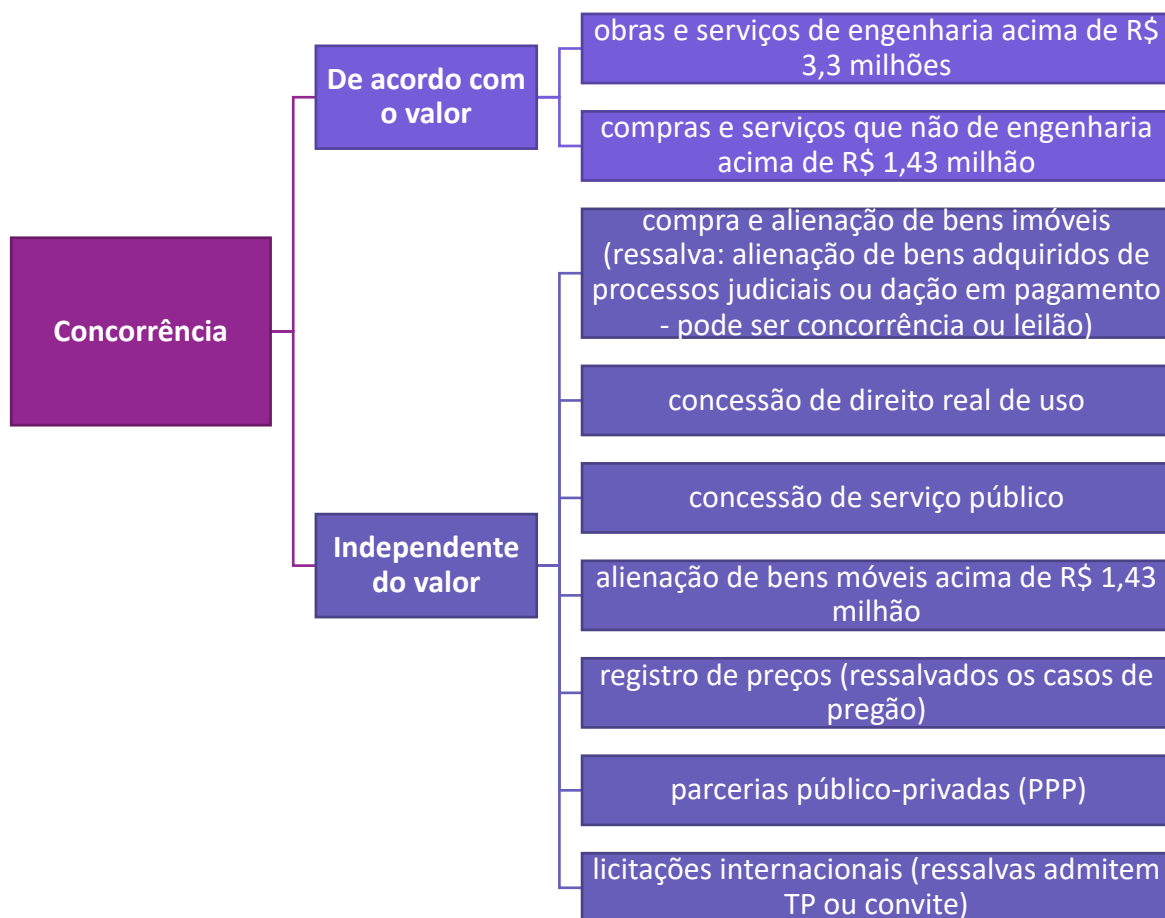 Concorrência
De acordo com
o valor
obras e serviços de engenharia acima de R$
3,3 milhões
compras e serviços que não de engenharia
acima de R$ 1,43 milhão
Independente
do valor
compra e alienação de bens imóveis
(ressalva: alienação de bens adquiridos de
processos judiciais ou dação em pagamento
- pode ser concorrência ou leilão)
concessão de direito real de uso
concessão de serviço público
alienação de bens móveis acima de R$ 1,43
milhão
registro de preços (ressalvados os casos de
pregão)
parcerias público-privadas (PPP)
licitações internacionais (ressalvas admitem
TP ou convite)